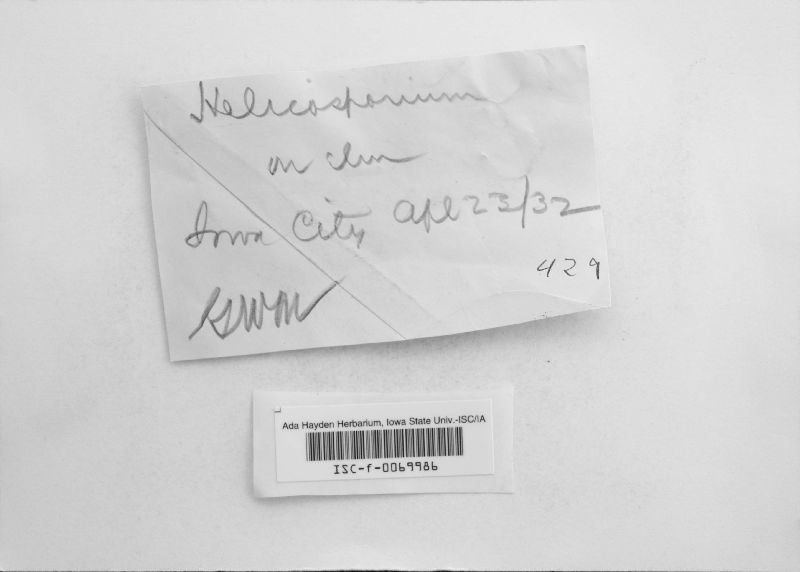 Helicosporium
on elm
Iowa City Apl 23/32
429
GWM
Ada Hayden Herbarium, Iowa State Univ.-ISC/IA
ISC-f-0069986